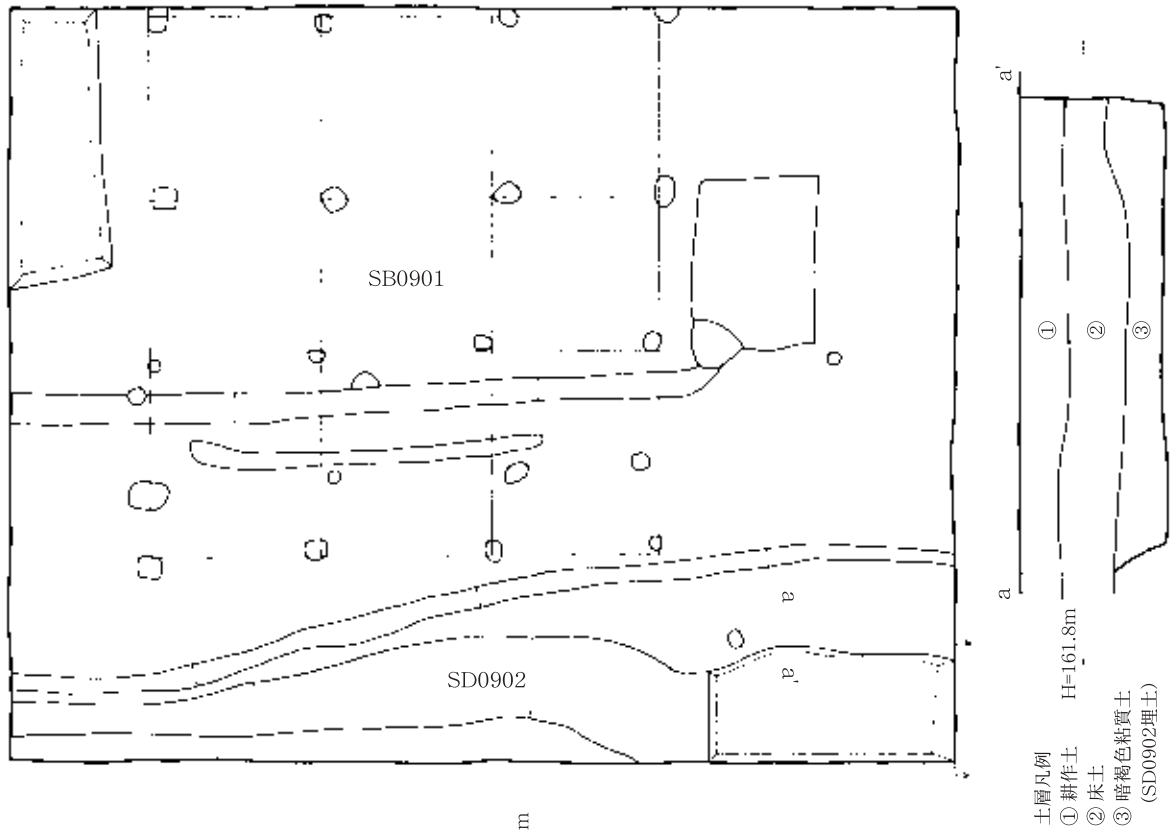 SB0901
SD0902
a
a'
m
a'
a
①
②
③
H=161.8m
土層凡例
① 耕作土
② 床土
③ 暗褐色粘質土
(SD0902埋土)